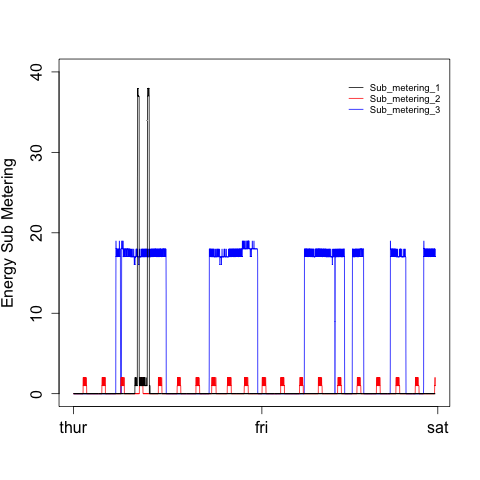 Energy Sub Metering
40
30
20
10
0
Sub_metering_1
Sub_metering_2
Sub_metering_3
thur fri sat